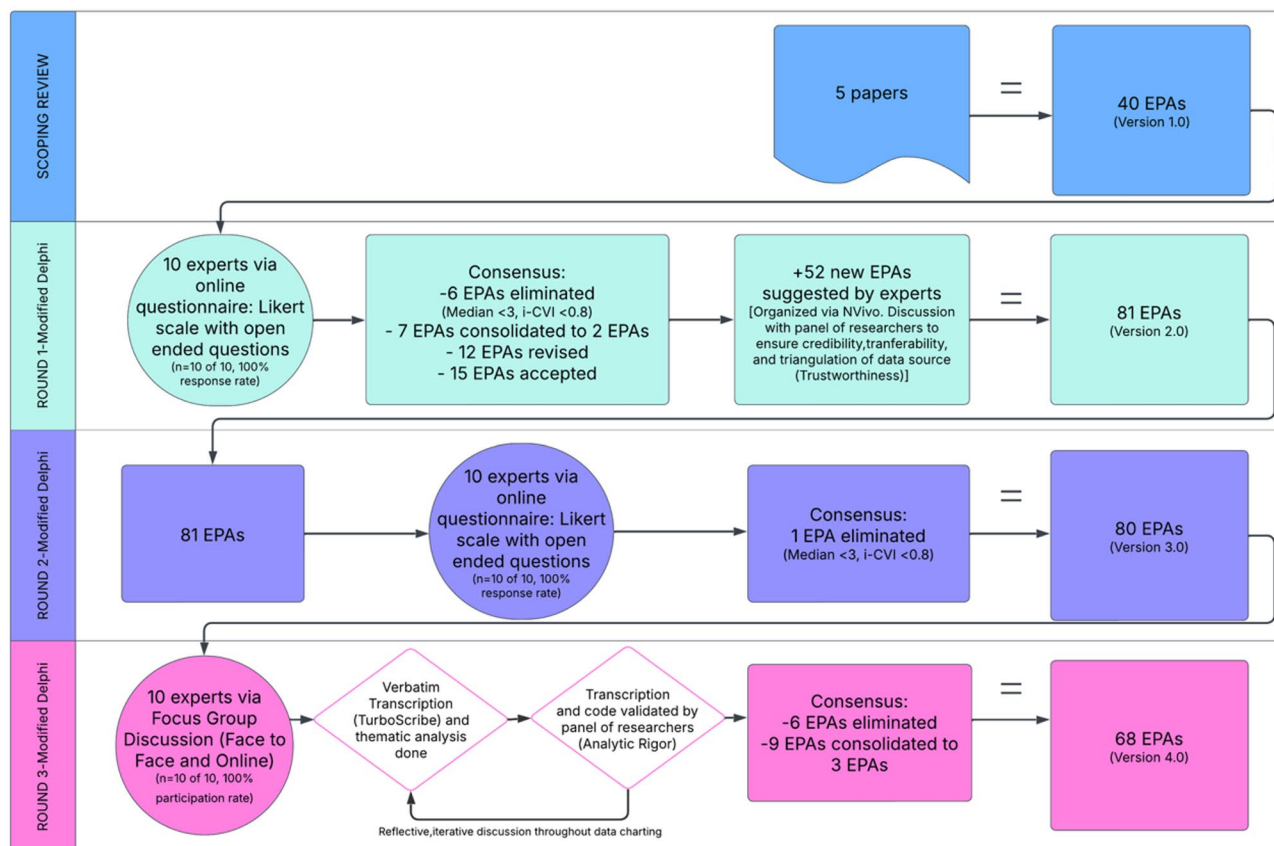 SCOPING REVIEW
5 papers
=
40 EPAs
(Version 1.0)
ROUND 1-Modified Delphi
10 experts via
online
questionnaire: Likert
scale with open
ended questions
(n=10 of 10, 100%
response rate)
Consensus:
-6 EPAs eliminated
(Median <3, i-CVI <0.8)
- 7 EPAs consolidated to 2 EPAs
- 12 EPAs revised
- 15 EPAs accepted
+52 new EPAs
suggested by experts
[Organized via NVivo. Discussion
with panel of researchers to
ensure credibility,tranferability,
and triangulation of data source
(Trustworthiness)]
=
81 EPAs
(Version 2.0)
ROUND 2-Modified Delphi
81 EPAs
10 experts via
online
questionnaire: Likert
scale with open
ended questions
(n=10 of 10, 100%
response rate)
Consensus:
1 EPA eliminated
(Median <3, i-CVI <0.8)
=
80 EPAs
(Version 3.0)
ROUND 3-Modified Delphi
10 experts via
Focus Group
Discussion (Face to
Face and Online)
(n=10 of 10, 100%
participation rate)
Verbatim
Transcription
(TurboScribe) and
thematic analysis
done
Transcription
and code validated by
panel of researchers
(Analytic Rigor)
Reflective,iterative discussion throughout data charting
Consensus:
-6 EPAs eliminated
-9 EPAs consolidated to
3 EPAs
=
68 EPAs
(Version 4.0)